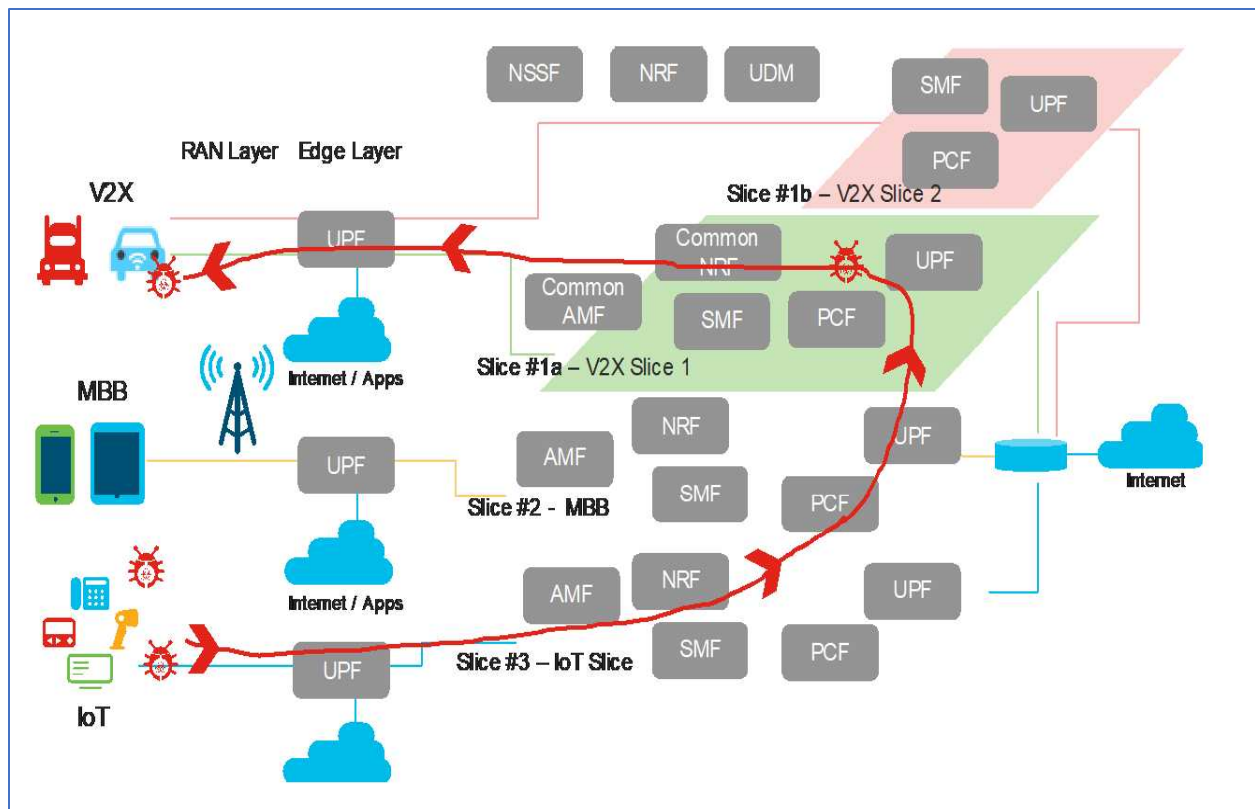 NSSF
NRF
UDM
SMF
UPF
PCF
RAN Layer
Edge Layer
V2X
Slice #1b – V2X Slice 2
UPF
Common
NRF
UPF
Common
AMF
SMF
PCF
Internet / Apps
Slice #1a – V2X Slice 1
MBB
NRF
AMF
UPF
UPF
SMF
PCF
Internet
Slice #2 - MBB
Internet / Apps
AMF
NRF
UPF
UPF
Slice #3 – IoT Slice
SMF
PCF
IoT